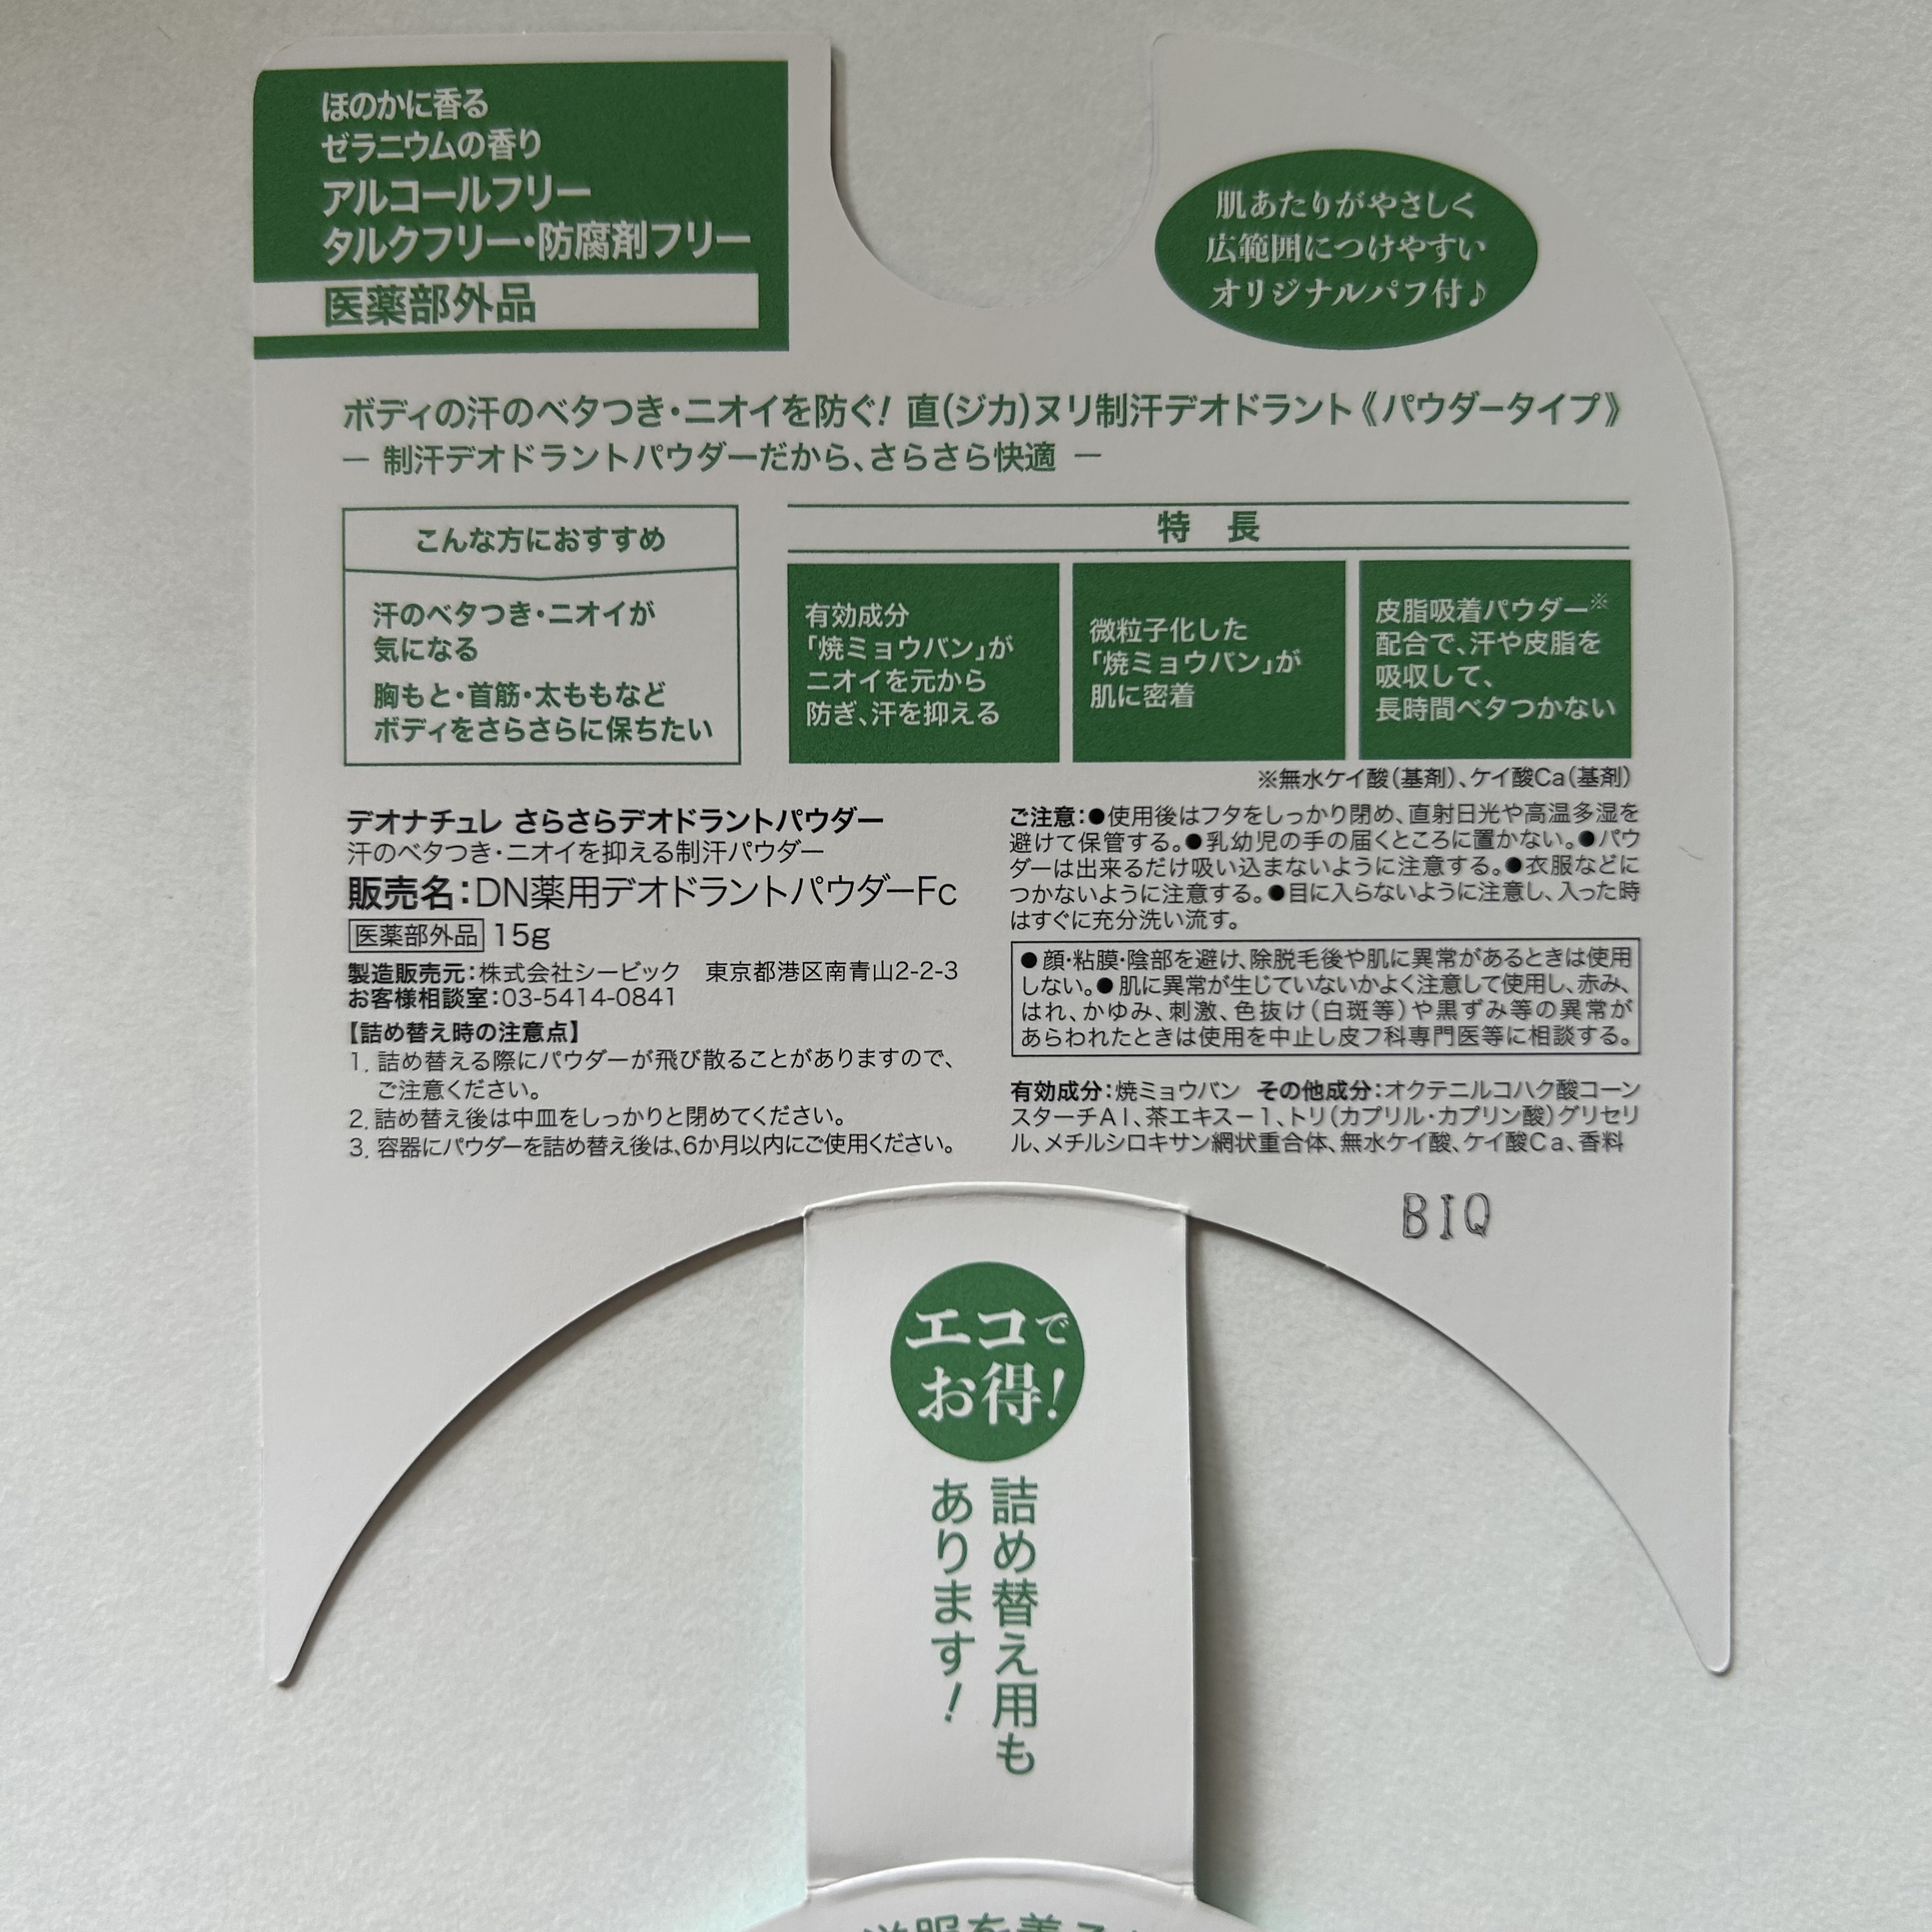 ほのかに香る
ゼラニウムの香り
アルコールフリー
タルクフリー・防腐剤フリー
医薬部外品
肌あたりがやさしく
広範囲につけやすい
オリジナルパフ付♪
ボディの汗のベタつき・ニオイを防ぐ！ 直(ジカ)ヌリ制汗デオドラント《パウダータイプ》
― 制汗デオドラントパウダーだから、さらさら快適 ―
こんな方におすすめ
汗のベタつき・ニオイが
気になる
胸もと・首筋・太ももなど
ボディをさらさらに保ちたい
特 長
有効成分
「焼ミョウバン」が
ニオイを元から
防ぎ、汗を抑える
微粒子化した
「焼ミョウバン」が
肌に密着
皮脂吸着パウダー※
配合で、汗や皮脂を
吸収して、
長時間ベタつかない
※無水ケイ酸(基剤)、ケイ酸Ca(基剤)
デオナチュレ さらさらデオドラントパウダー
汗のベタつき・ニオイを抑える制汗パウダー
販売名：DN薬用デオドラントパウダーFc
医薬部外品 15g
製造販売元：株式会社シービック 東京都港区南青山2-2-3
お客様相談室：03-5414-0841
【詰め替え時の注意点】
1. 詰め替える際にパウダーが飛び散ることがありますので、
ご注意ください。
2. 詰め替え後は中皿をしっかりと閉めてください。
3. 容器にパウダーを詰め替え後は、6か月以内にご使用ください。
ご注意：●使用後はフタをしっかり閉め、直射日光や高温多湿を
避けて保管する。●乳幼児の手の届くところに置かない。●パウ
ダーは出来るだけ吸い込まないように注意する。●衣服などに
つかないように注意する。●目に入らないように注意し、入った時
はすぐに充分洗い流す。
●顔・粘膜・陰部を避け、除脱毛後や肌に異常があるときは使用
しない。●肌に異常が生じていないかよく注意して使用し、赤み、
はれ、かゆみ、刺激、色抜け(白斑等)や黒ずみ等の異常が
あらわれたときは使用を中止し皮フ科専門医等に相談する。
有効成分：焼ミョウバン その他成分：オクテニルコハク酸コーン
スターチAl、茶エキス－1、トリ(カプリル・カプリン酸)グリセリ
ル、メチルシロキサン網状重合体、無水ケイ酸、ケイ酸Ca、香料
BIQ
エコで
お得！
詰め替え用も
あります！